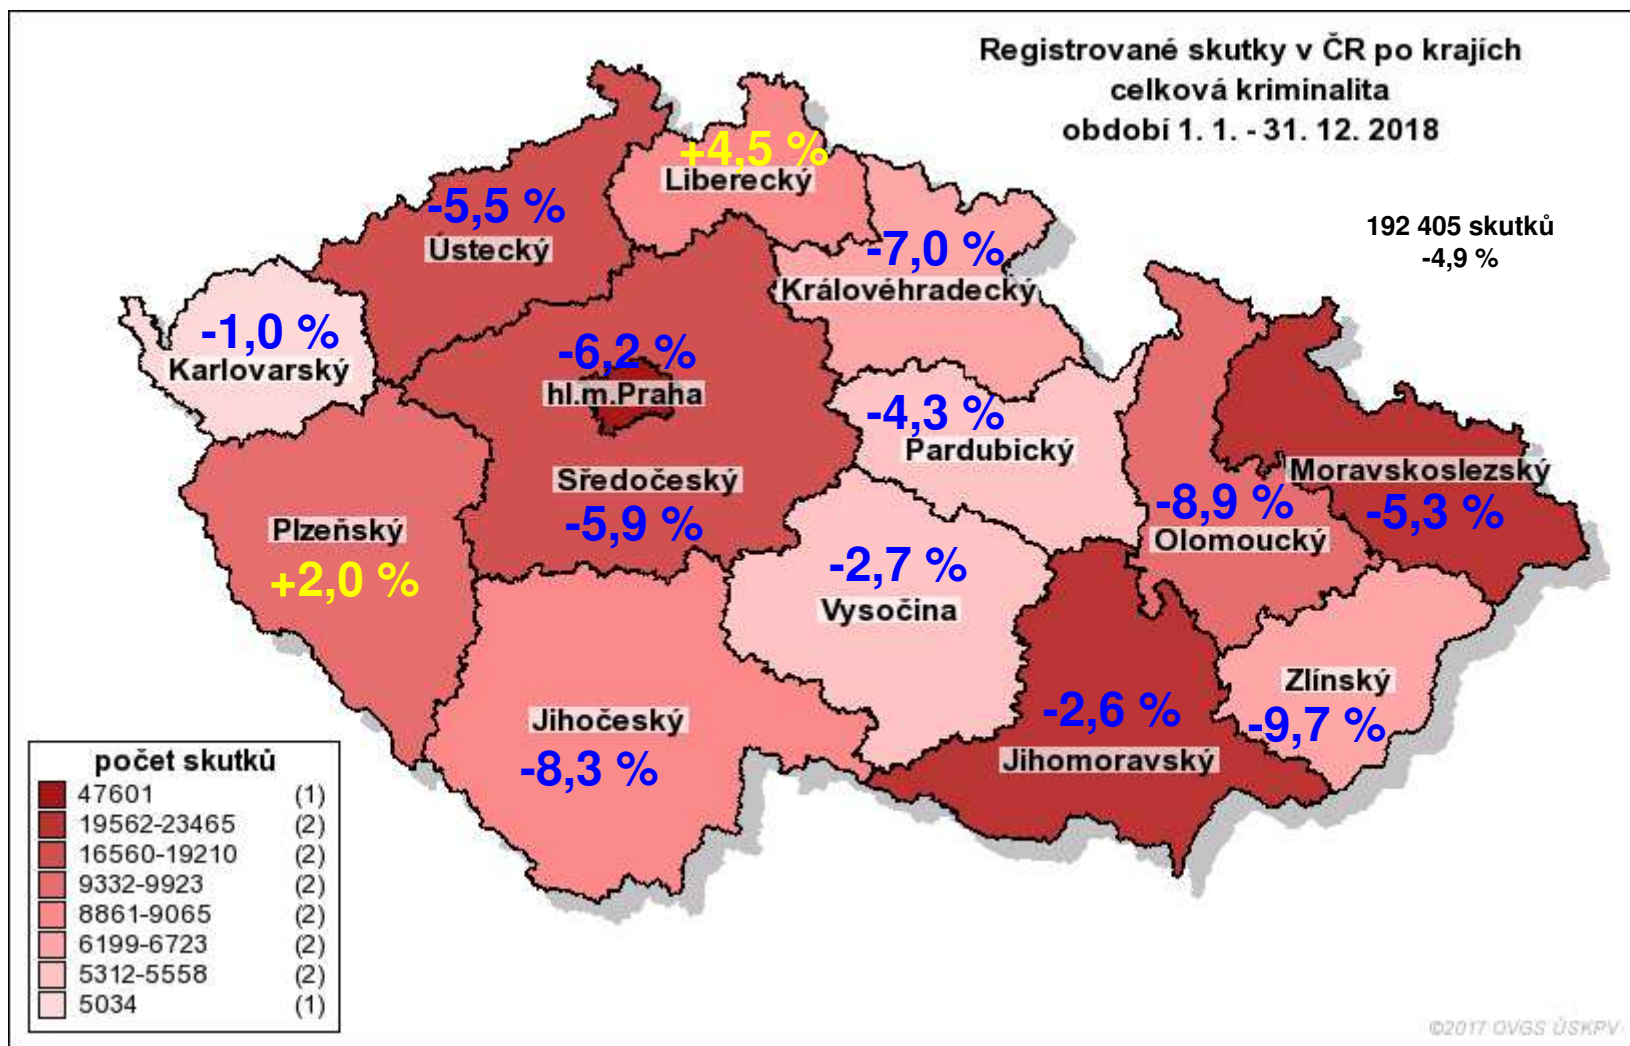 Registrované skutky v ČR po krajích
celková kriminalita
období 1. 1. - 31. 12. 2018
192 405 skutků
-4,9 %
+4,5 %
Liberecký
-5,5 %
Ústecký
-7,0 %
Královéhradecký
-1,0 %
Karlovarský
-6,2 %
hl.m.Praha
-4,3 %
Pardubický
Středočeský
-5,9 %
Moravskoslezský
-5,3 %
-8,9 %
Olomoucký
Plzeňský
+2,0 %
-2,7 %
Vysočina
Zlínský
-9,7 %
-2,6 %
Jihomoravský
Jihočeský
-8,3 %
počet skutků
47601 (1)
19562-23465 (2)
16560-19210 (2)
9332-9923 (2)
8861-9065 (2)
6199-6723 (2)
5312-5558 (2)
5034 (1)
©2017 OVGS ÚSKPV